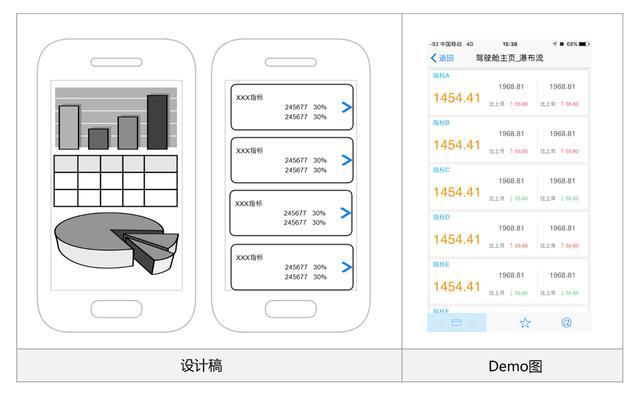 XXX指标
245677 30%
245677 30%
XXX指标
245677 30%
245677 30%
XXX指标
245677 30%
245677 30%
XXX指标
245677 30%
245677 30%
-92 中国移动 4G 15:38 68%
返回 驾驶舱主页_瀑布流
指标A
1454.41 1968.81 1968.81
比上月 ↑ 55.60 比上年 ↑ 55.60
指标B
1454.41 1968.81 1968.81
比上月 ↑ 55.60 比上年 ↑ 55.60
指标C
1454.41 1968.81 1968.81
比上月 ↓ 55.60 比上年 ↓ 55.60
指标D
1454.41 1968.81 1968.81
比上月 ↑ 55.60 比上年 ↑ 55.60
指标E
1454.41 1968.81 1968.81
比上月 ↓ 55.60 比上年 ↓ 55.60
@
设计稿 Demo图